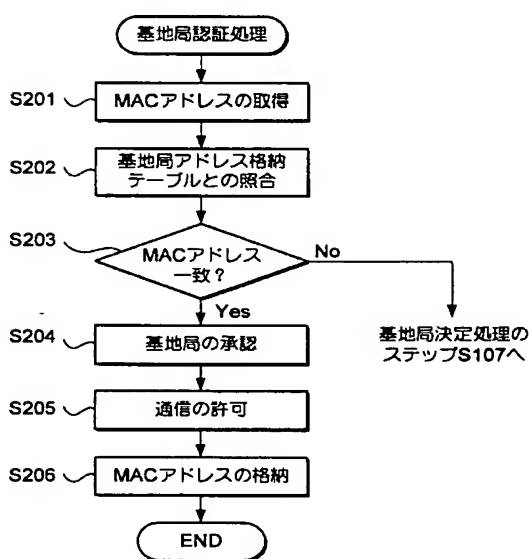 基地局認証処理
S201
MACアドレスの取得
S202
基地局アドレス格納
テーブルとの照合
S203
MACアドレス
一致？
No
Yes
基地局決定処理の
ステップS107へ
S204
基地局の承認
S205
通信の許可
S206
MACアドレスの格納
END